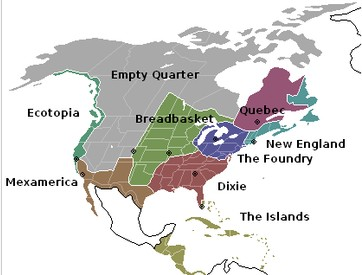 Empty Quarter
Ecotopia
Breadbasket
Quebec
New England
The Foundry
Mexamerica
Dixie
The Islands